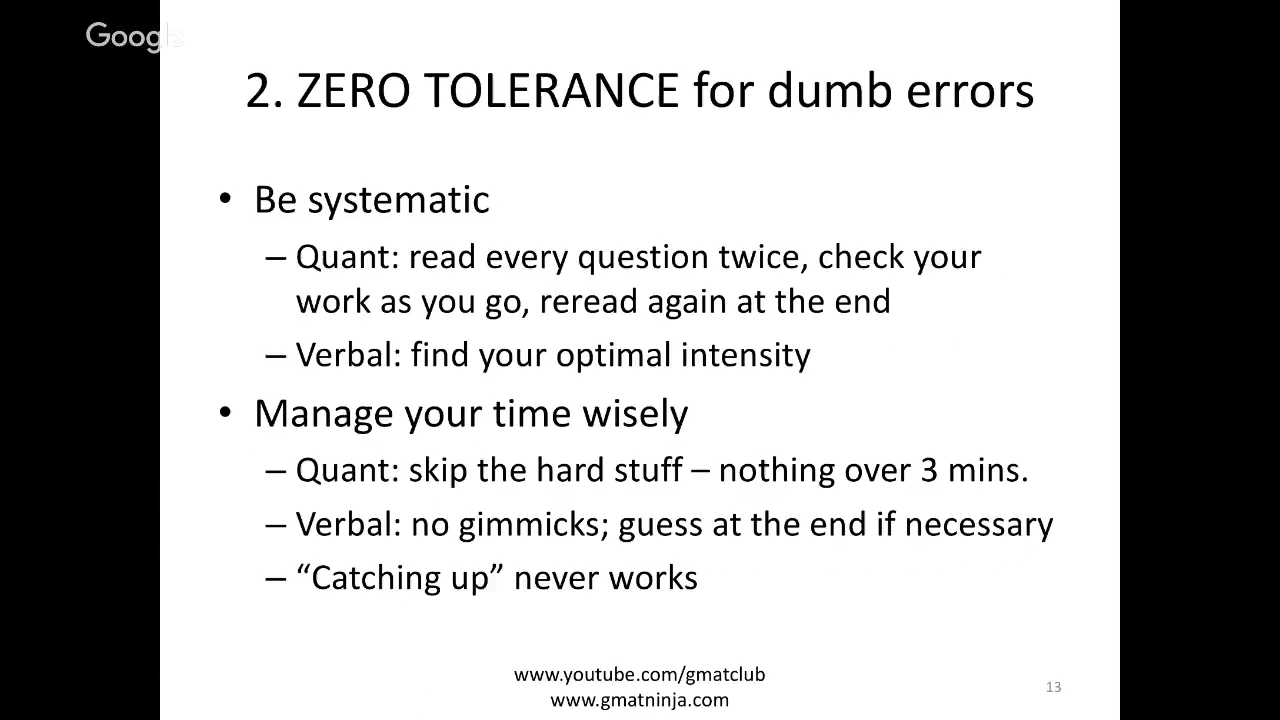 Google
2. ZERO TOLERANCE for dumb errors
• Be systematic
– Quant: read every question twice, check your
work as you go, reread again at the end
– Verbal: find your optimal intensity
• Manage your time wisely
– Quant: skip the hard stuff – nothing over 3 mins.
– Verbal: no gimmicks; guess at the end if necessary
– “Catching up” never works
www.youtube.com/gmatclub
www.gmatninja.com
13